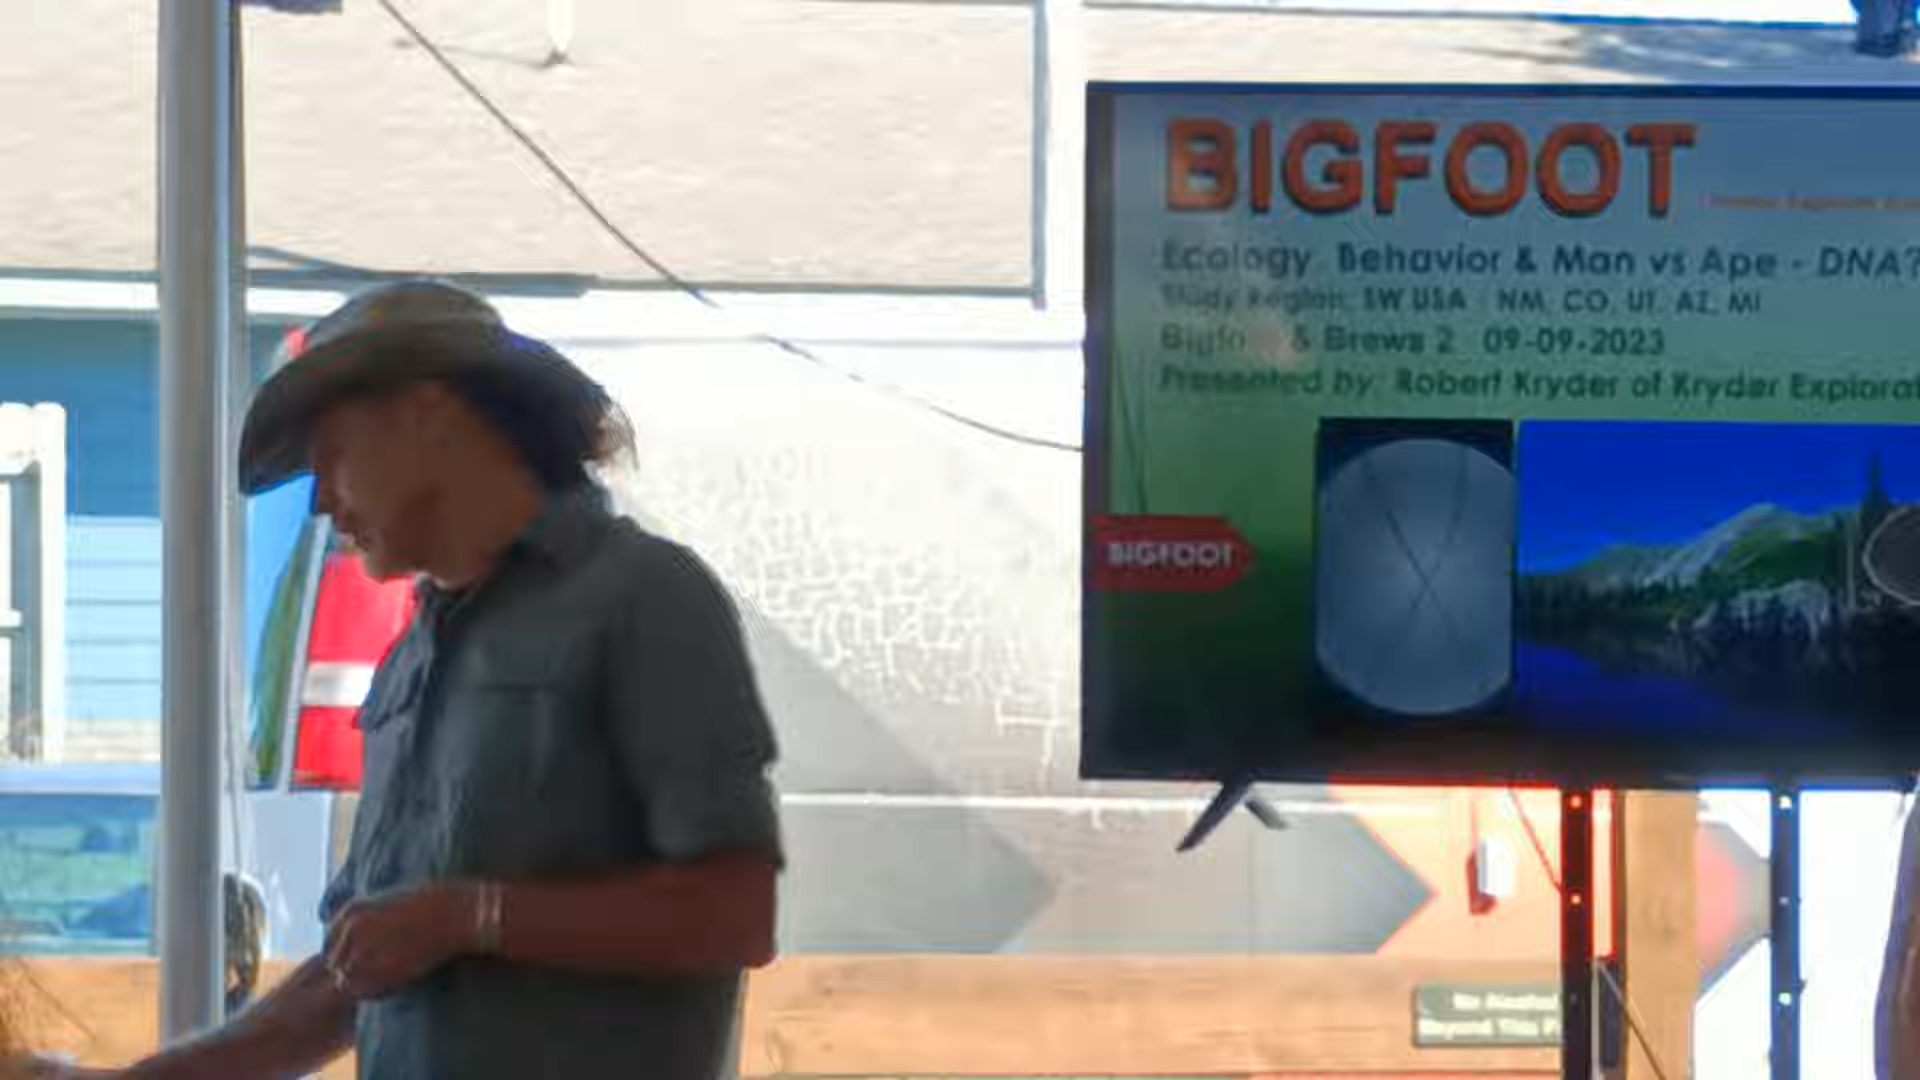 BIGFOOT
Ecology Behavior & Man vs Ape - DNA?
Study Region: SW USA NM, CO, UT, AZ, MI
& Brews 2 09-09-2023
Presented by: Robert Kryder of Kryder Explorat
BIGFOOT
No Alcohol
Beyond This P